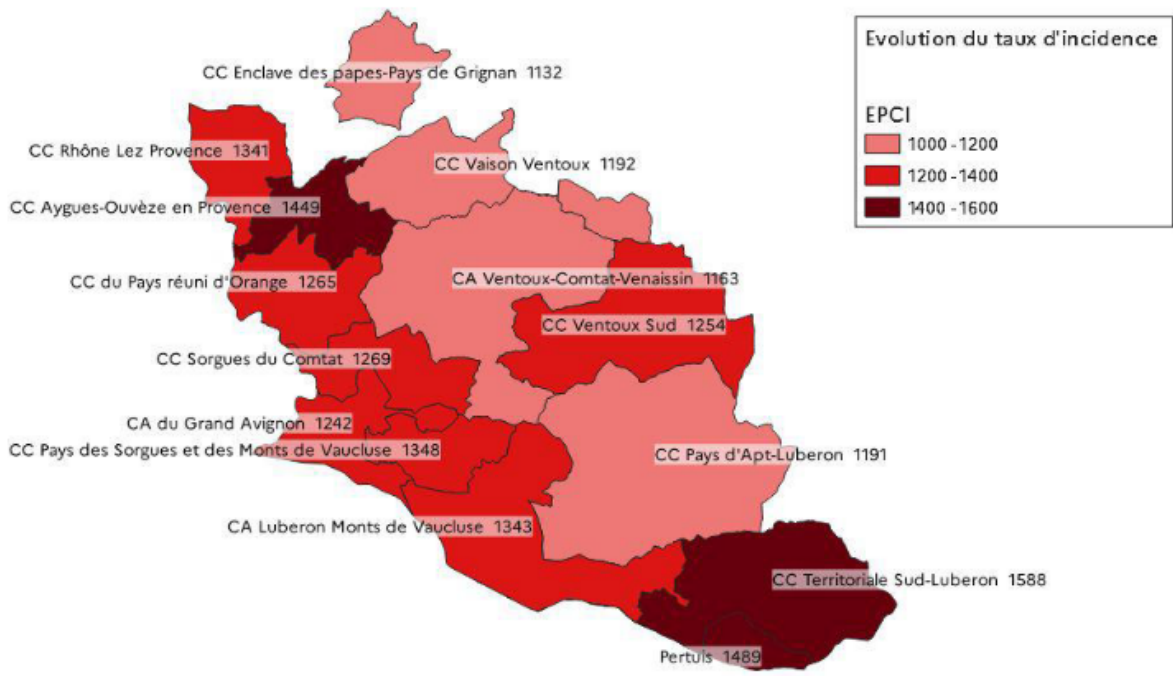 Evolution du taux d'incidence
EPCI
1000 - 1200
1200 - 1400
1400 - 1600
CC Enclave des papes-Pays de Grignan 1132
CC Rhône Lez Provence 1341
CC Vaison Ventoux 1192
CC Aygues-Ouvèze en Provence 1449
CC du Pays réuni d'Orange 1265
CA Ventoux-Comtat-Venaissin 1163
CC Ventoux Sud 1254
CC Sorgues du Comtat 1269
CA du Grand Avignon 1242
CC Pays des Sorgues et des Monts de Vaucluse 1348
CC Pays d'Apt-Luberon 1191
CA Luberon Monts de Vaucluse 1343
CC Territoriale Sud-Luberon 1588
Pertuis 1489